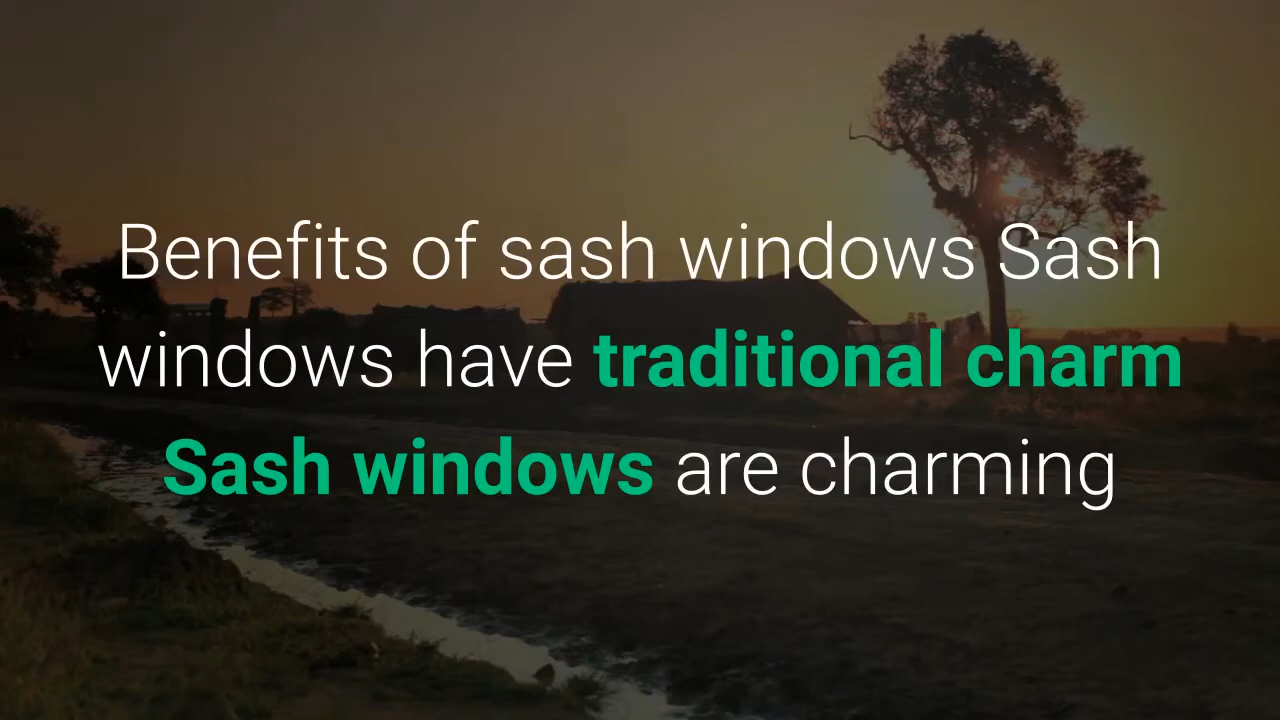 Benefits of sash windows Sash
windows have traditional charm
Sash windows are charming